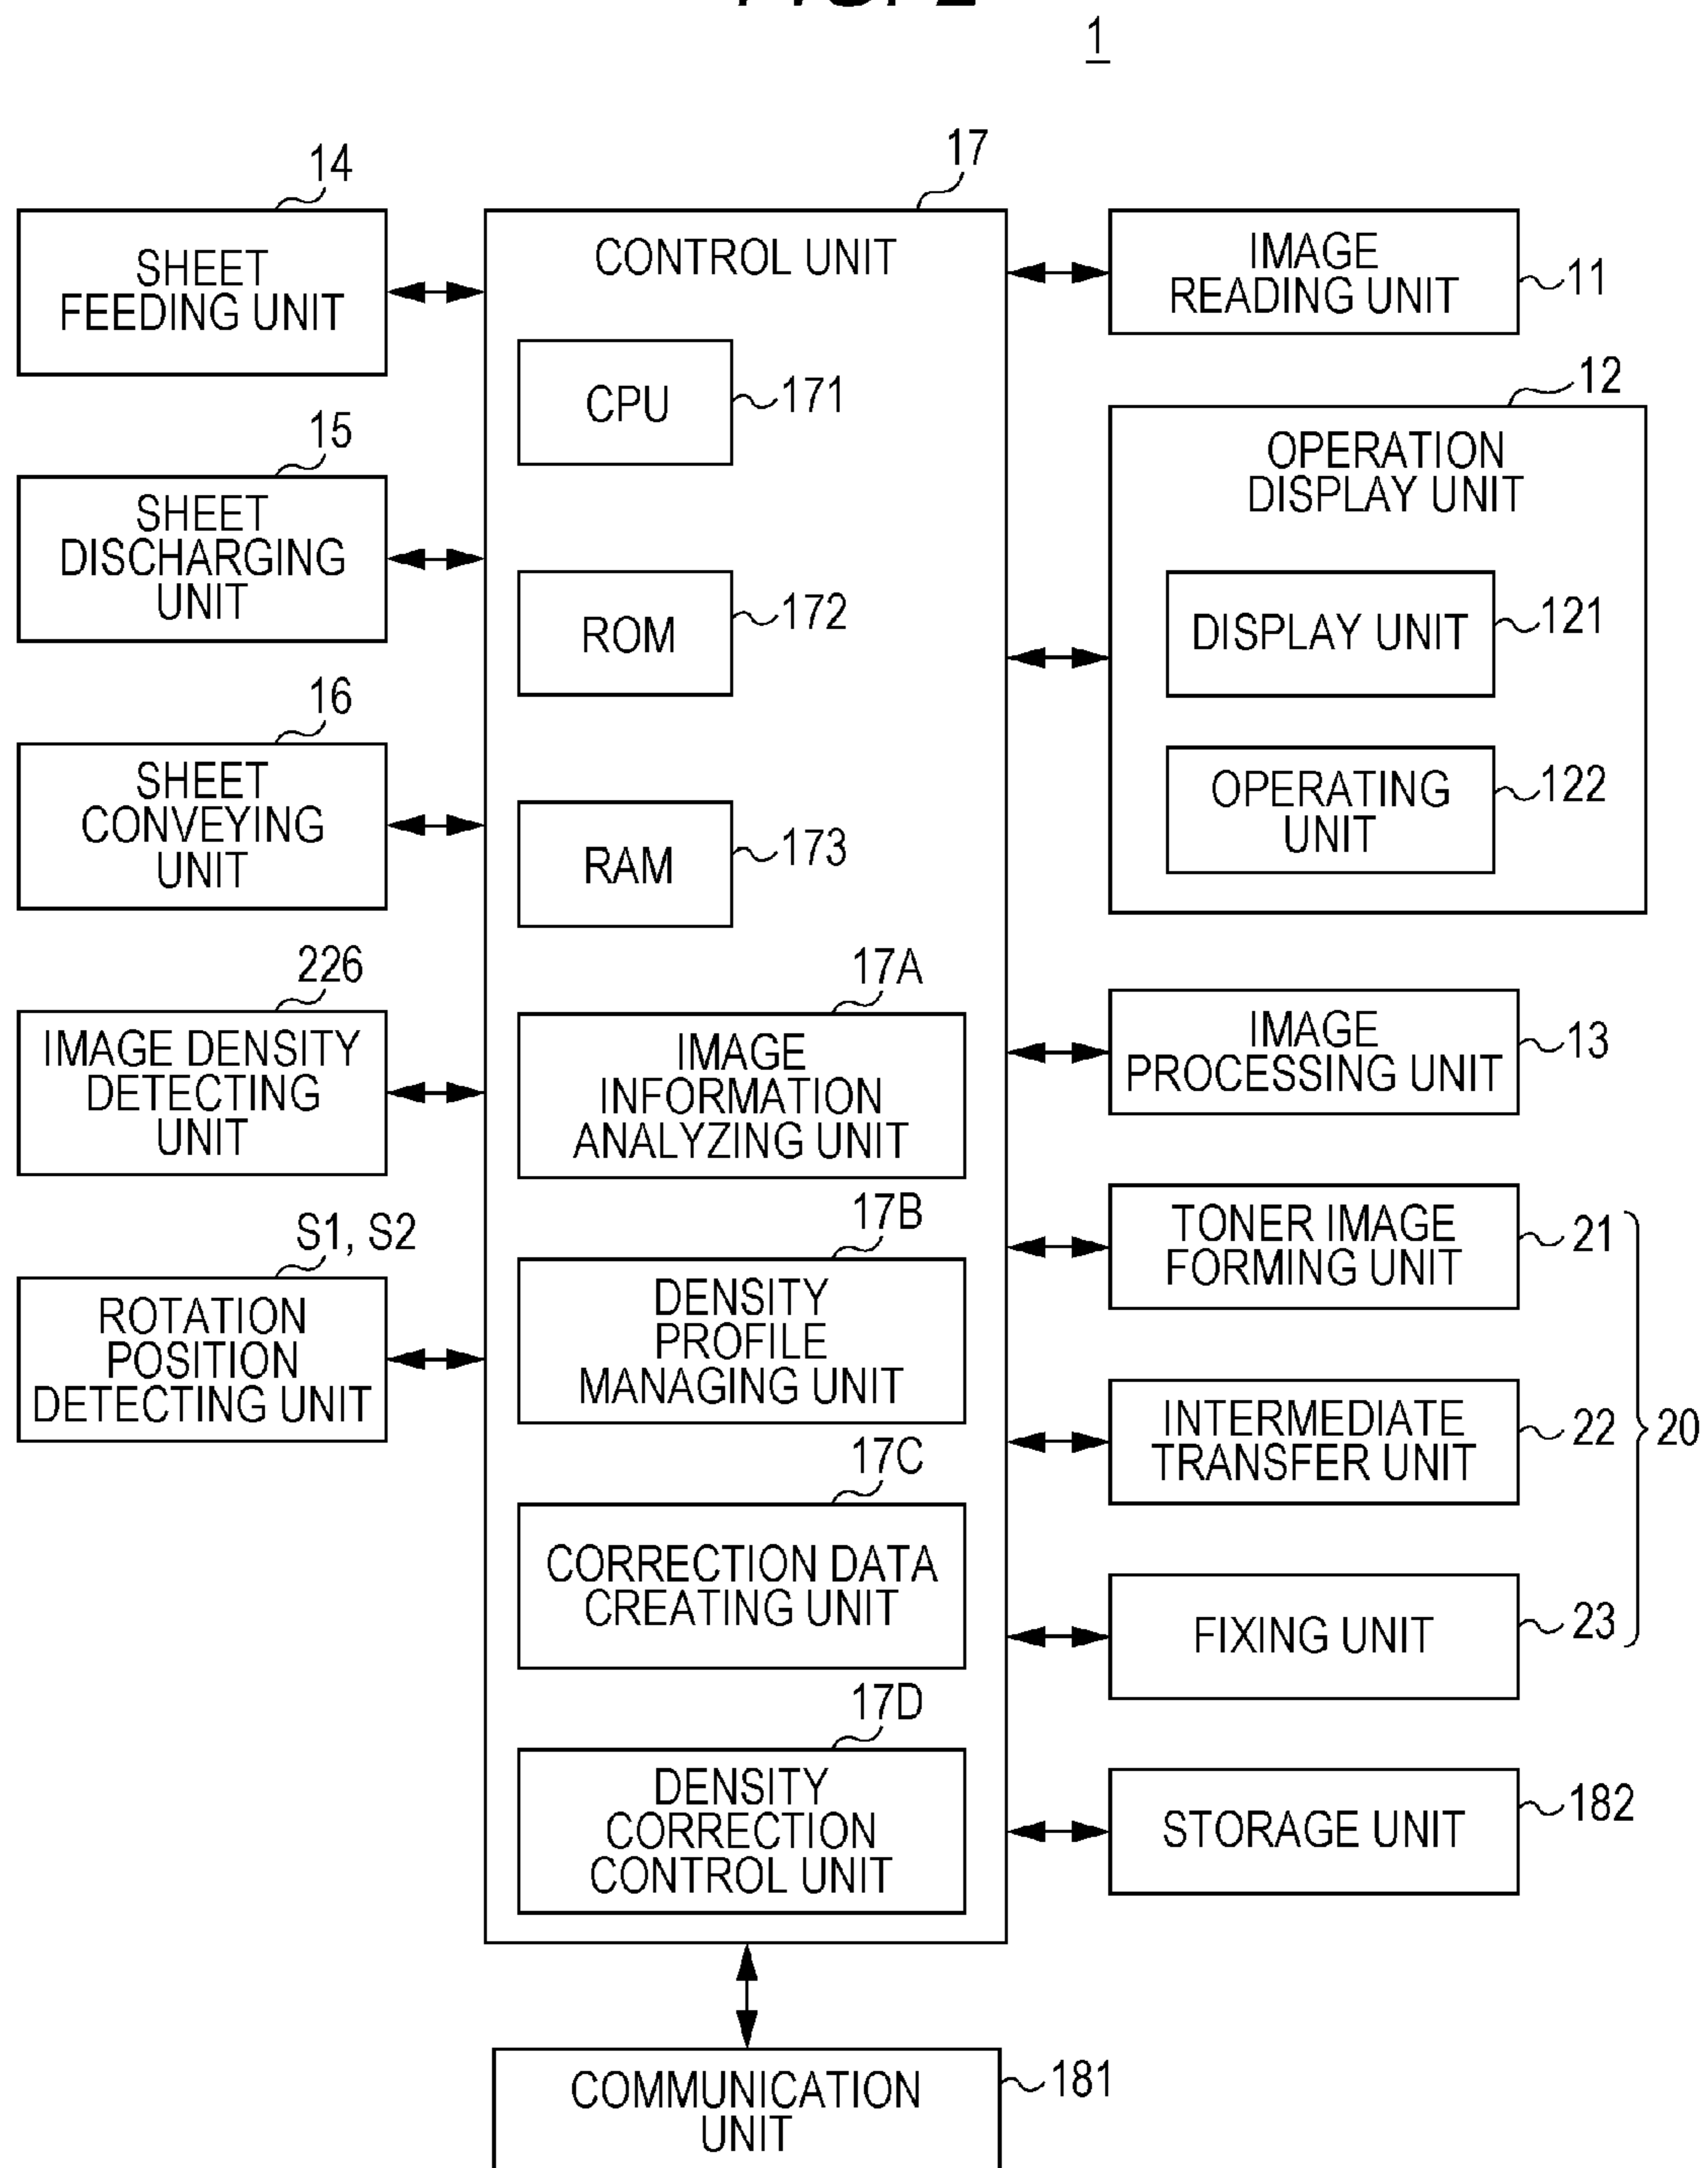 1
14
SHEET
FEEDING UNIT
15
SHEET
DISCHARGING
UNIT
16
SHEET
CONVEYING
UNIT
226
IMAGE DENSITY
DETECTING
UNIT
S1, S2
ROTATION
POSITION
DETECTING UNIT
17
CONTROL UNIT
CPU
171
ROM
172
RAM
173
17A
IMAGE
INFORMATION
ANALYZING UNIT
17B
DENSITY
PROFILE
MANAGING UNIT
17C
CORRECTION DATA
CREATING UNIT
17D
DENSITY
CORRECTION
CONTROL UNIT
IMAGE
READING UNIT
11
12
OPERATION
DISPLAY UNIT
DISPLAY UNIT
121
OPERATING
UNIT
122
IMAGE
PROCESSING UNIT
13
TONER IMAGE
FORMING UNIT
21
INTERMEDIATE
TRANSFER UNIT
22
20
FIXING UNIT
23
STORAGE UNIT
182
COMMUNICATION
UNIT
181